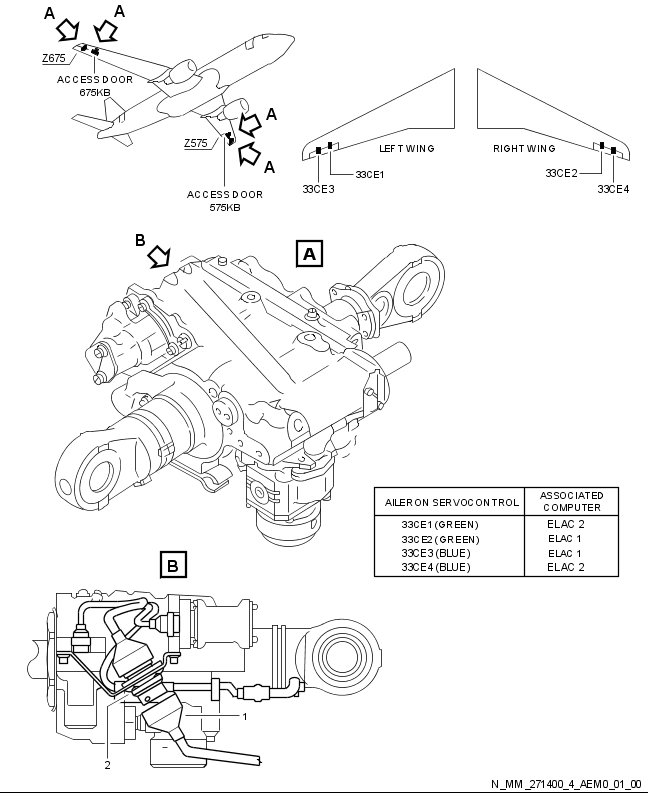 A
A
Z675
ACCESS DOOR
675KB
A
Z575
A
ACCESS DOOR
575KB
LEFT WING
RIGHT WING
33CE1
33CE3
33CE2
33CE4
B
A
AILERON SERVOCONTROL
ASSOCIATED
COMPUTER
33CE1 (GREEN) ELAC 2
33CE2 (GREEN) ELAC 1
33CE3 (BLUE) ELAC 1
33CE4 (BLUE) ELAC 2
B
1
2
N_MM_271400_4_AEM0_01_00